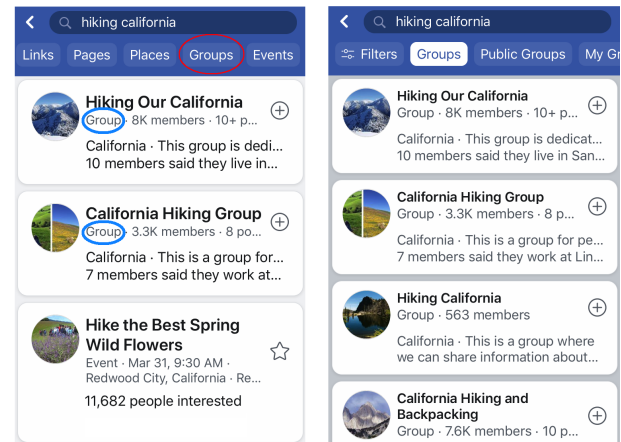 hiking california
Links Pages Places Groups Events
Hiking Our California
Group · 8K members · 10+ p...
California · This group is dedi...
10 members said they live in...
California Hiking Group
Group · 3.3K members · 8 po...
California · This is a group for...
7 members said they work at...
Hike the Best Spring
Wild Flowers
Event · Mar 31, 9:30 AM ·
Redwood City, California · Re...
11,682 people interested
hiking california
Filters Groups Public Groups My Gr
Hiking Our California
Group · 8K members · 10+ p...
California · This group is dedicat...
10 members said they live in San...
California Hiking Group
Group · 3.3K members · 8 p...
California · This is a group for pe...
7 members said they work at Lin...
Hiking California
Group · 563 members
California · This is a group where
we can share information about...
California Hiking and
Backpacking
Group · 7.6K members · 10 p...